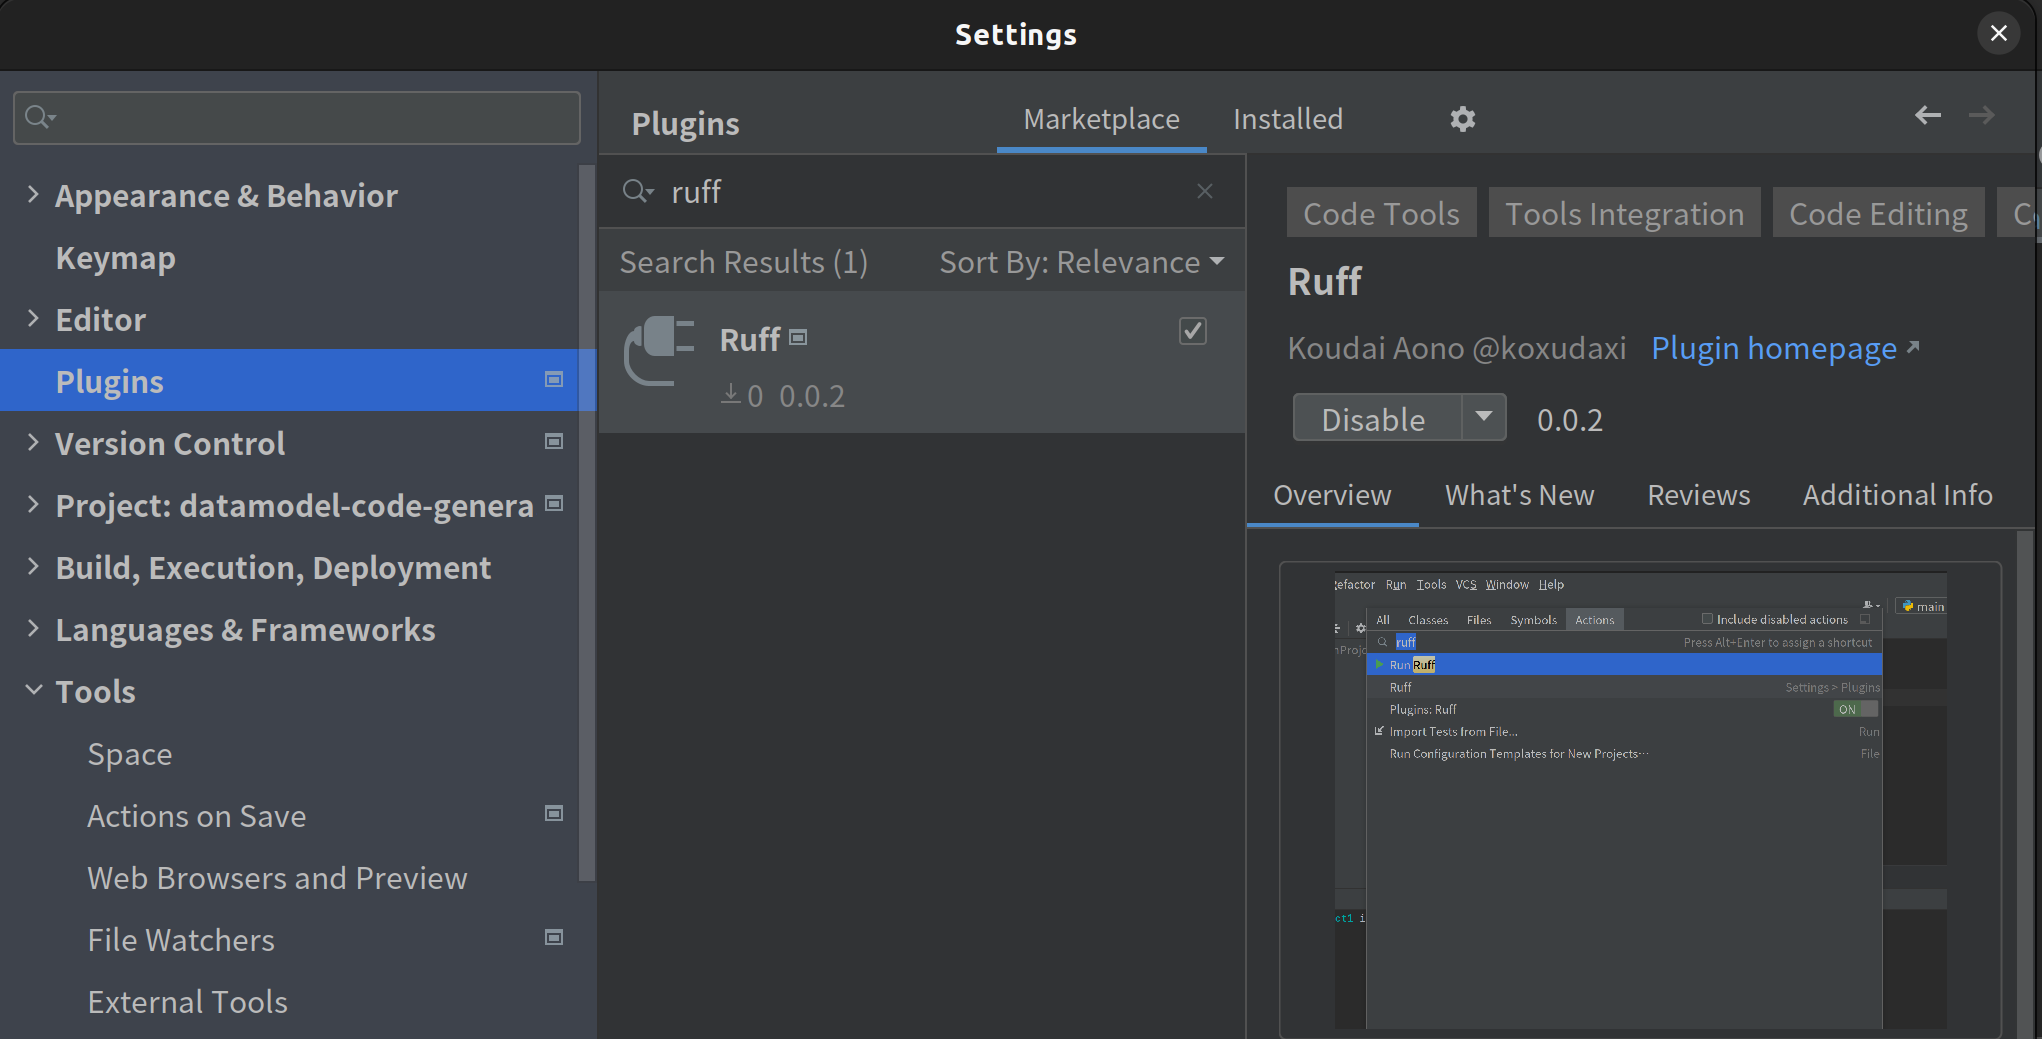 Settings
Appearance & Behavior
Keymap
Editor
Plugins
Version Control
Project: datamodel-code-genera
Build, Execution, Deployment
Languages & Frameworks
Tools
Space
Actions on Save
Web Browsers and Preview
File Watchers
External Tools
Plugins
Marketplace
Installed
ruff
Search Results (1)
Sort By: Relevance
Ruff
0 0.0.2
Code Tools
Tools Integration
Code Editing
Ruff
Koudai Aono @koxudaxi
Plugin homepage
Disable
0.0.2
Overview
What's New
Reviews
Additional Info
efactor Run Tools VCS Window Help
main
All Classes Files Symbols Actions
Include disabled actions
ruff
Press Alt+Enter to assign a shortcut
Run Ruff
Ruff
Settings > Plugins
Plugins: Ruff
ON
Import Tests from File...
Run
Run Configuration Templates for New Projects...
File
ct1 i